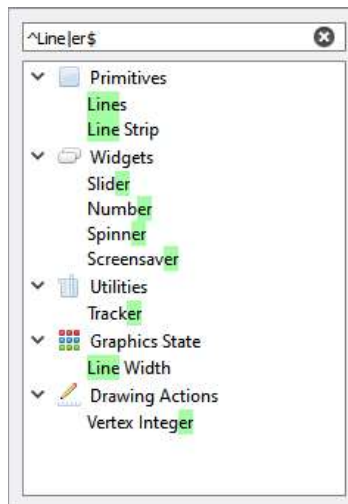 ^Line|er$
Primitives
Lines
Line Strip
Widgets
Slider
Number
Spinner
Screensaver
Utilities
Tracker
Graphics State
Line Width
Drawing Actions
Vertex Integer